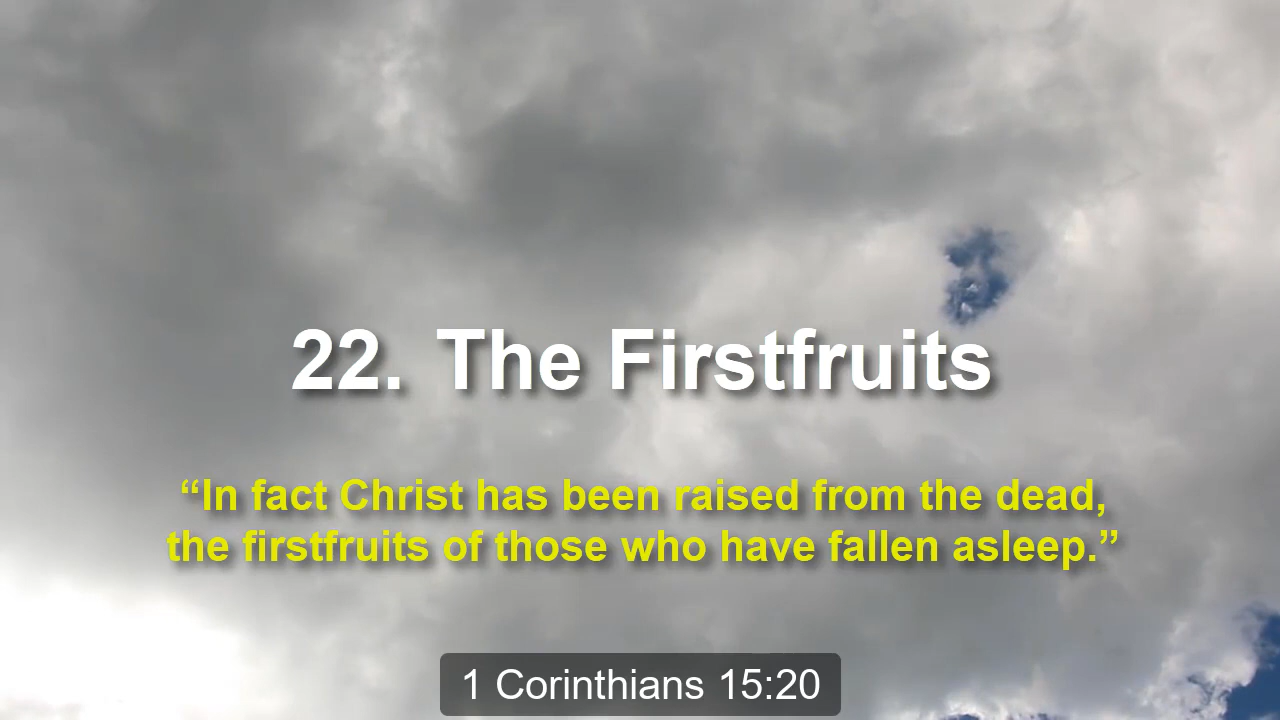 22. The Firstfruits
“In fact Christ has been raised from the dead,
the firstfruits of those who have fallen asleep.”
1 Corinthians 15:20